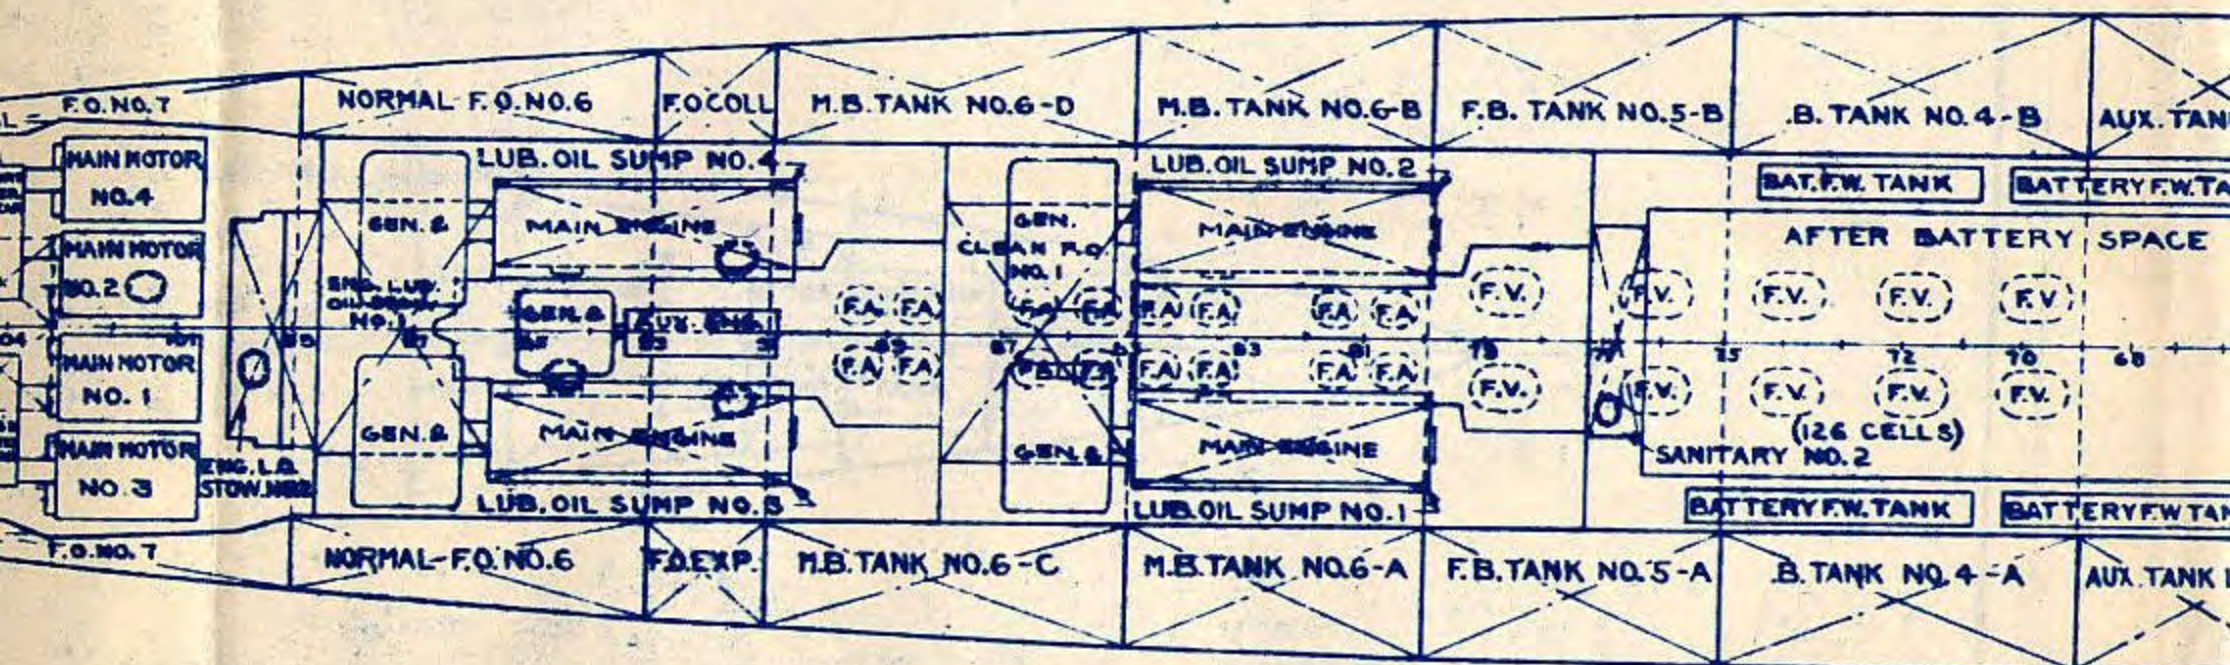 F.O. NO. 7
NORMAL-F.O. NO.6
F.O COLL
M.B. TANK NO.6-D
M.B. TANK NO.6-B
F.B. TANK NO.5-B
.B. TANK NO.4-B
AUX. TAN
MAIN MOTOR
NO.4
LUB. OIL SUMP NO.4
LUB. OIL SUMP NO.2
BAT. F.W. TANK
BATTERY F.W. TA
GEN. 2
MAIN ENGINE
GEN.
CLEAN F.O.
NO.1
MAIN ENGINE
AFTER BATTERY SPACE
MAIN MOTOR
NO.2
ENG. LUB.
NO.1
GEN. 2
AUX. ENG.
F.A. F.A. F.A. F.A. F.A. F.A. F.A. F.A.
F.V. F.V. F.V. F.V. F.V
75 72 70 68
MAIN MOTOR
NO. 1
F.A. F.A. F.A. F.A. F.A. F.A.
F.V. F.V. F.V. F.V. F.V.
(126 CELLS)
GEN. 2
MAIN ENGINE
GEN. 2
MAIN ENGINE
SANITARY NO. 2
MAIN MOTOR
NO. 3
ENG. L.O.
STOW. NO.2
LUB. OIL SUMP NO. 3
LUB. OIL SUMP NO. 1
BATTERY F.W. TANK
BATTERY F.W TAN
F.O. NO. 7
NORMAL-F.O. NO.6
F.O. EXP.
M.B. TANK NO.6-C
M.B. TANK NO.6-A
F.B. TANK NO.5-A
.B. TANK NO.4-A
AUX. TANK